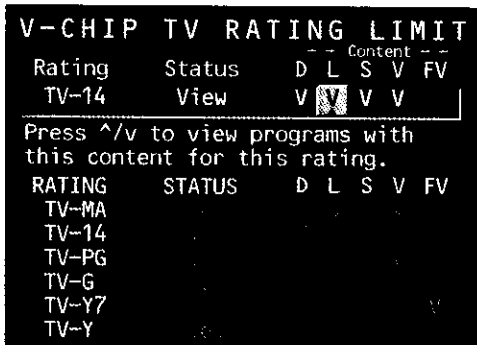 V-CHIP TV RATING LIMIT
-- Content --
Rating Status D L S V FV
TV-14 View V V V V
Press ^/v to view programs with
this content for this rating.
RATING STATUS D L S V FV
TV-MA
TV-14
TV-PG
TV-G
TV-Y7
TV-Y